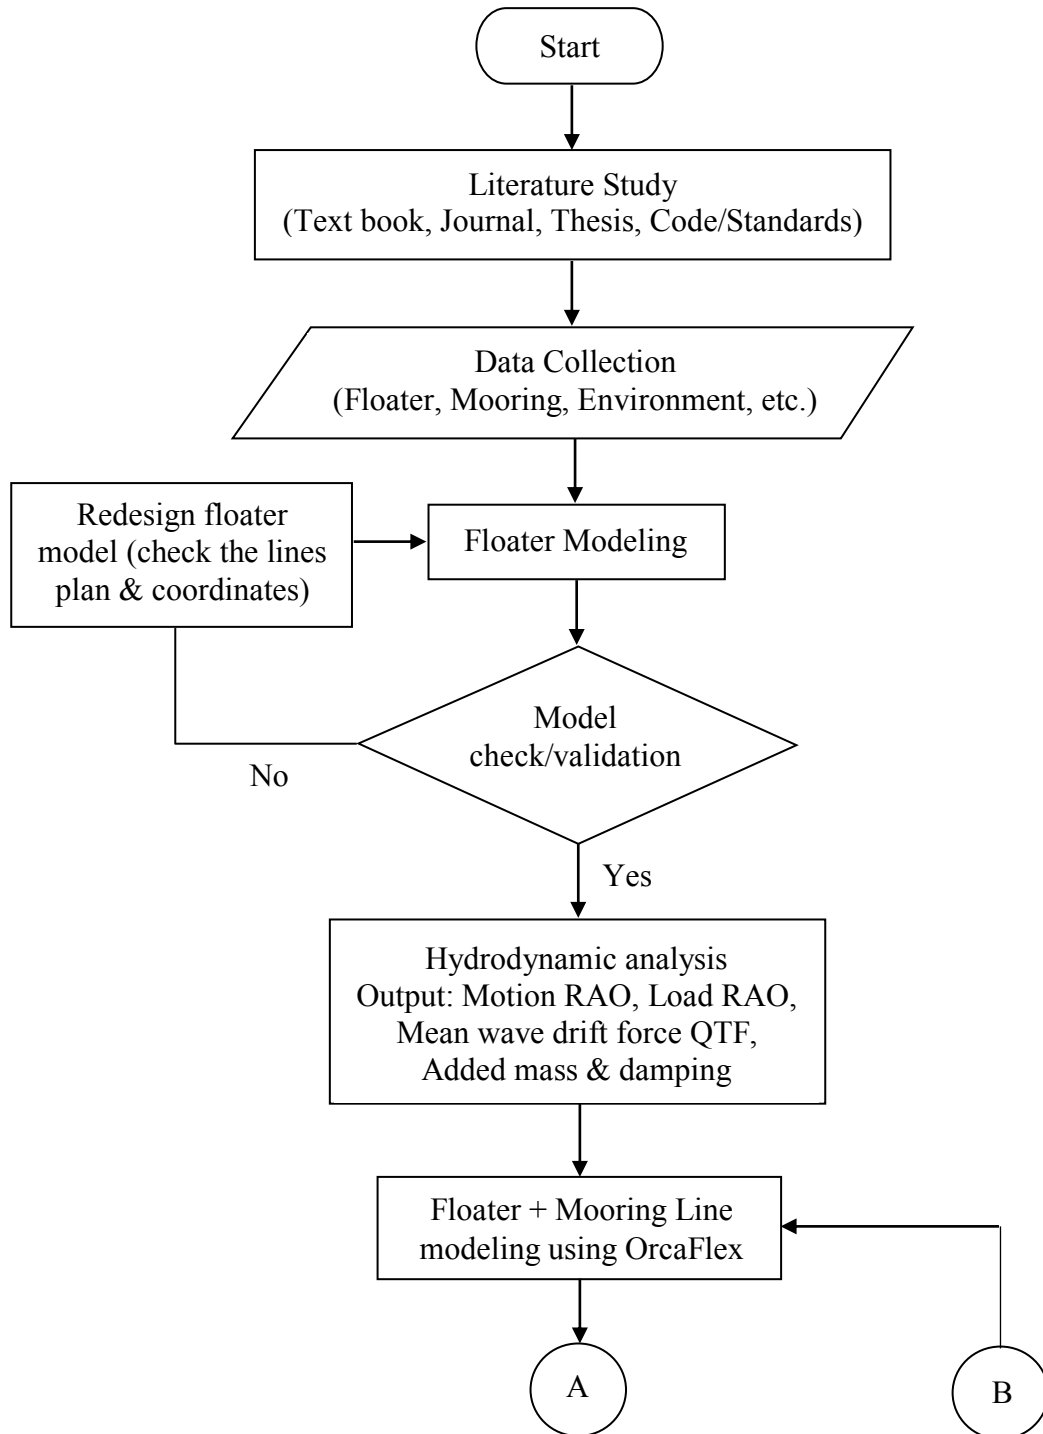 Start
Literature Study
(Text book, Journal, Thesis, Code/Standards)
Data Collection
(Floater, Mooring, Environment, etc.)
Redesign floater
model (check the lines
plan & coordinates)
Floater Modeling
Model
check/validation
No
Yes
Hydrodynamic analysis
Output: Motion RAO, Load RAO,
Mean wave drift force QTF,
Added mass & damping
Floater + Mooring Line
modeling using OrcaFlex
A
B